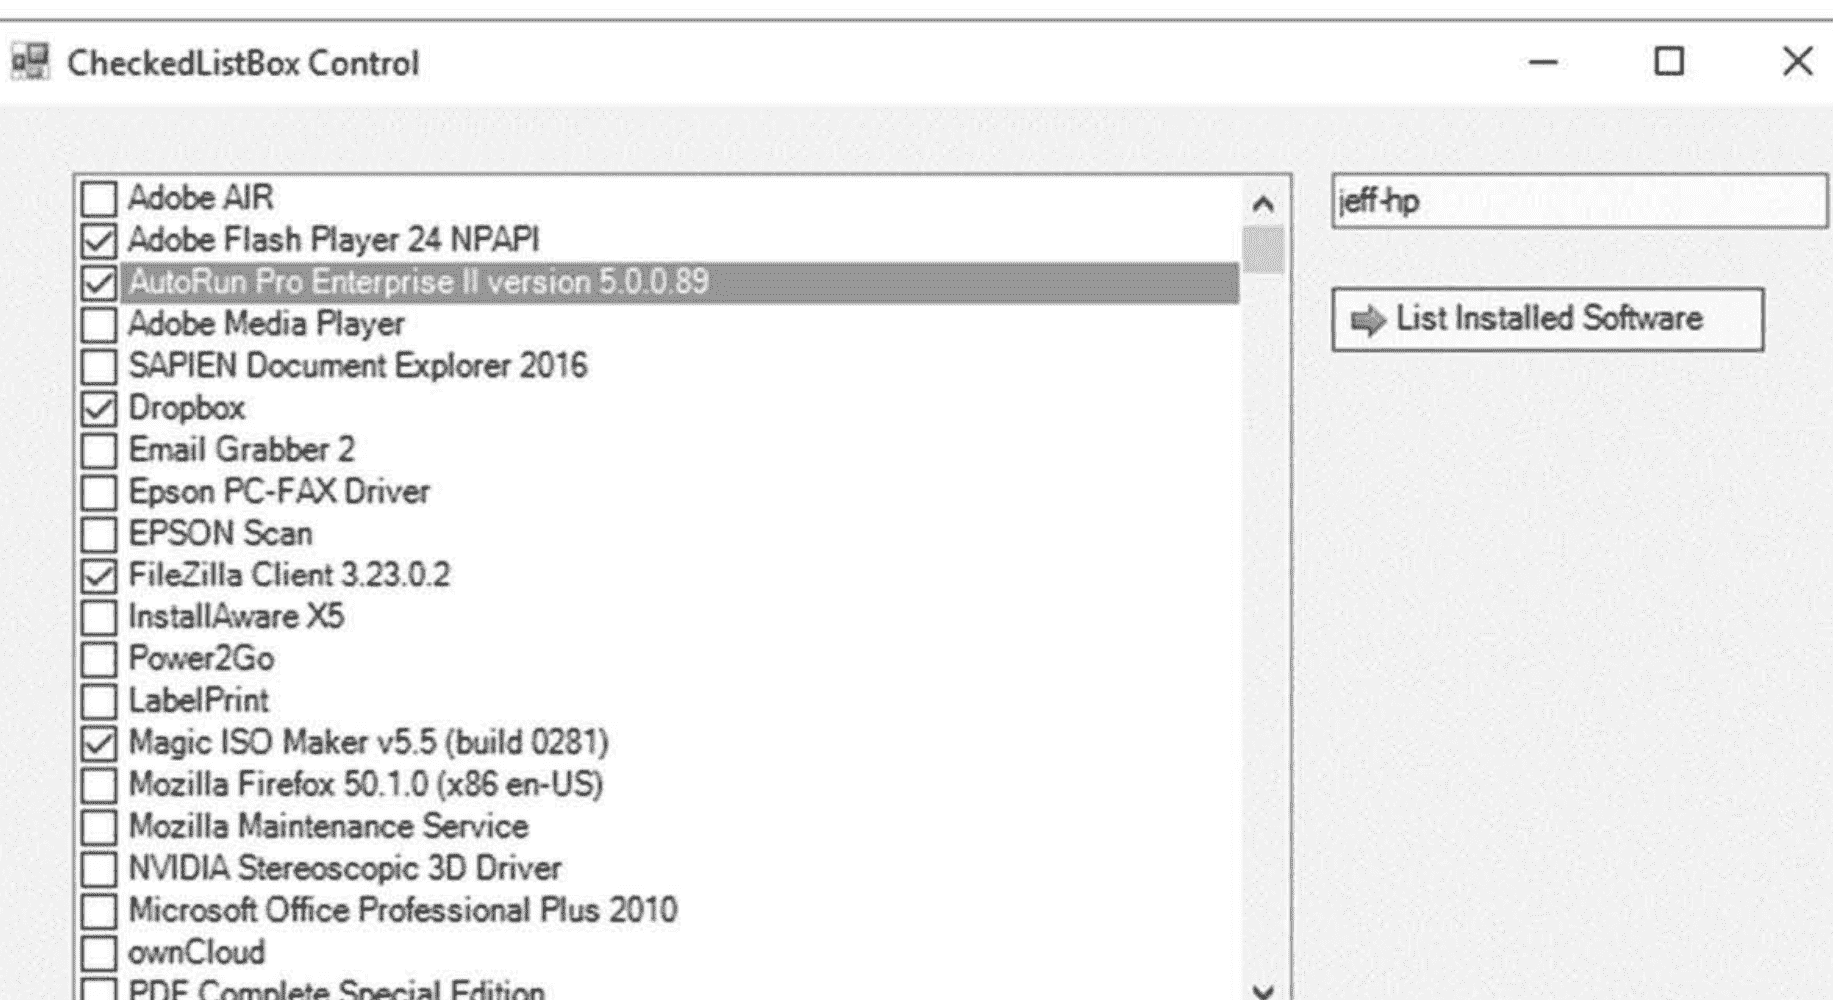 CheckedListBox Control
Adobe AIR
Adobe Flash Player 24 NPAPI
AutoRun Pro Enterprise II version 5.0.0.89
Adobe Media Player
SAPIEN Document Explorer 2016
Dropbox
Email Grabber 2
Epson PC-FAX Driver
EPSON Scan
FileZilla Client 3.23.0.2
InstallAware X5
Power2Go
LabelPrint
Magic ISO Maker v5.5 (build 0281)
Mozilla Firefox 50.1.0 (x86 en-US)
Mozilla Maintenance Service
NVIDIA Stereoscopic 3D Driver
Microsoft Office Professional Plus 2010
ownCloud
PDF Complete Special Edition
jeff-hp
List Installed Software